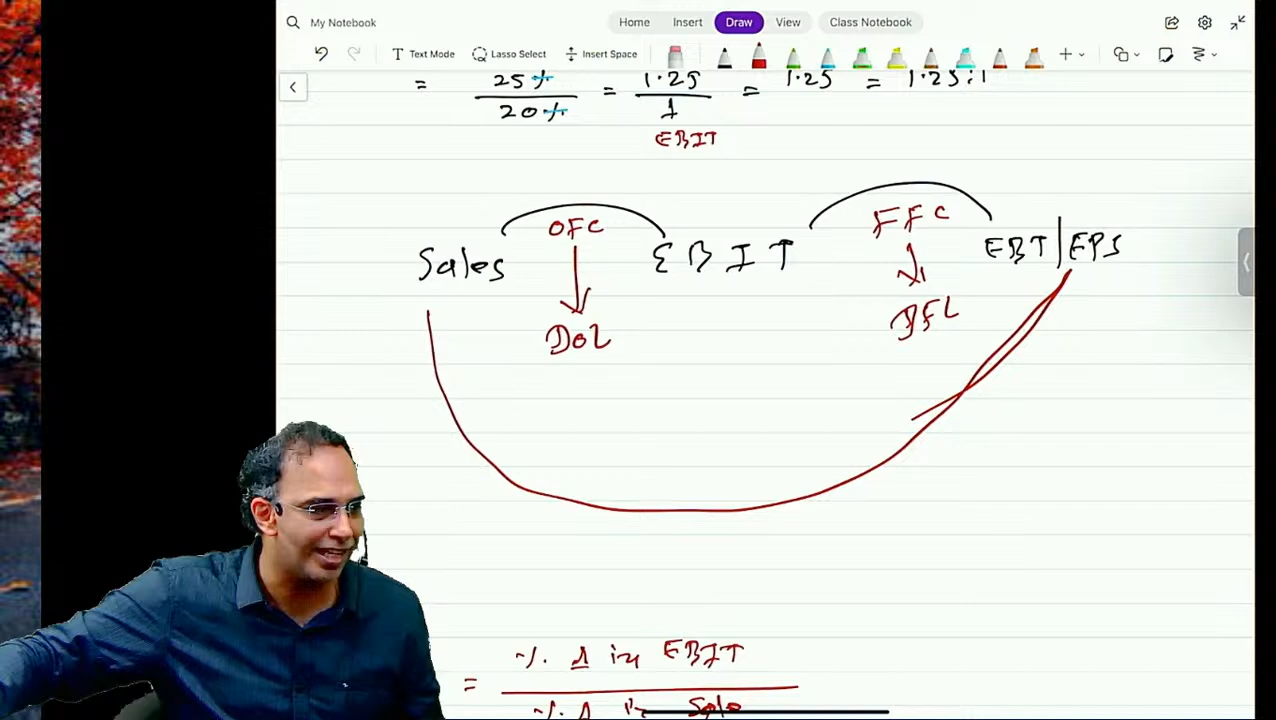 My Notebook
Home Insert Draw View Class Notebook
Text Mode Lasso Select Insert Space
= 25% / 20% = 1.25 / 1 = 1.25 = 1.25:1
EBIT
OFC FFC
Sales EBIT EBT|EPS
DOL DFL
= %. Δ in EBIT
%. Δ in Sale